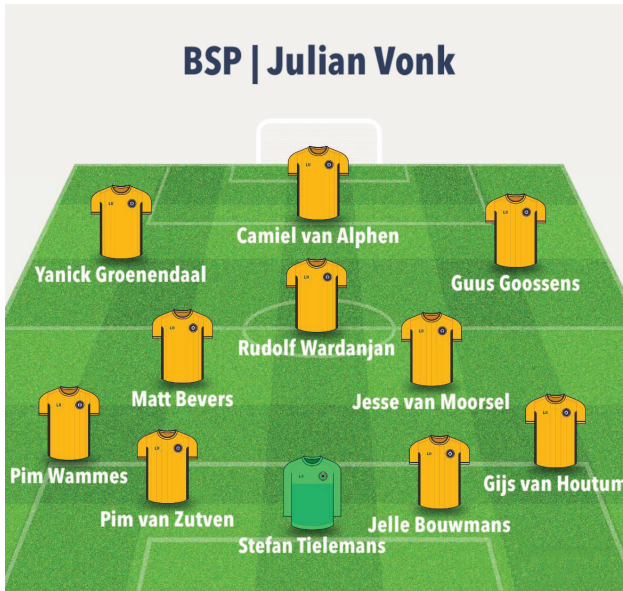 BSP | Julian Vonk
Camiel van Alphen
Yanick Groenendaal
Guus Goossens
Rudolf Wardanjan
Matt Bevers
Jesse van Moorsel
Pim Wammes
Gijs van Houtum
Pim van Zutven
Jelle Bouwmans
Stefan Tielemans